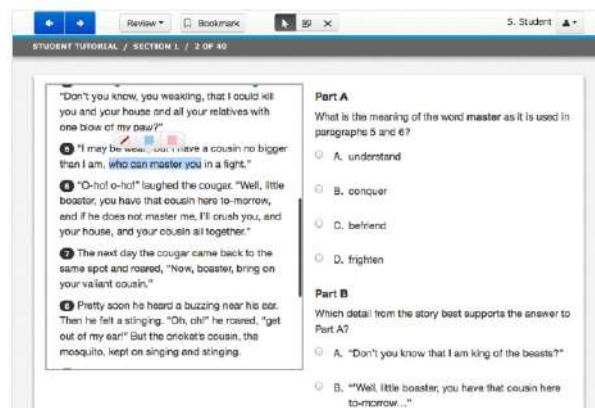 Review
Bookmark
S. Student
STUDENT TUTORIAL / SECTION 1 / 2 OF 40
"Don't you know, you weakling, that I could kill
you and your house and all your relatives with
one blow of my paw?"
5 "I may be weak, but I have a cousin no bigger
than I am, who can master you in a fight."
6 "O-ho! o-ho!" laughed the cougar. "Well, little
boaster, you have that cousin here to-morrow,
and if he does not master me, I'll crush you, and
your house, and your cousin all together."
7 The next day the cougar came back to the
same spot and roared, "Now, boaster, bring on
your valiant cousin."
8 Pretty soon he heard a buzzing near his ear.
Then he felt a stinging. "Oh, oh!" he roared, "get
out of my ear!" But the cricket's cousin, the
mosquito, kept on singing and stinging.
Part A
What is the meaning of the word master as it is used in
paragraphs 5 and 6?
A. understand
B. conquer
C. befriend
D. frighten
Part B
Which detail from the story best supports the answer to
Part A?
A. "Don't you know that I am king of the beasts?"
B. "'Well, little boaster, you have that cousin here
to-morrow..."